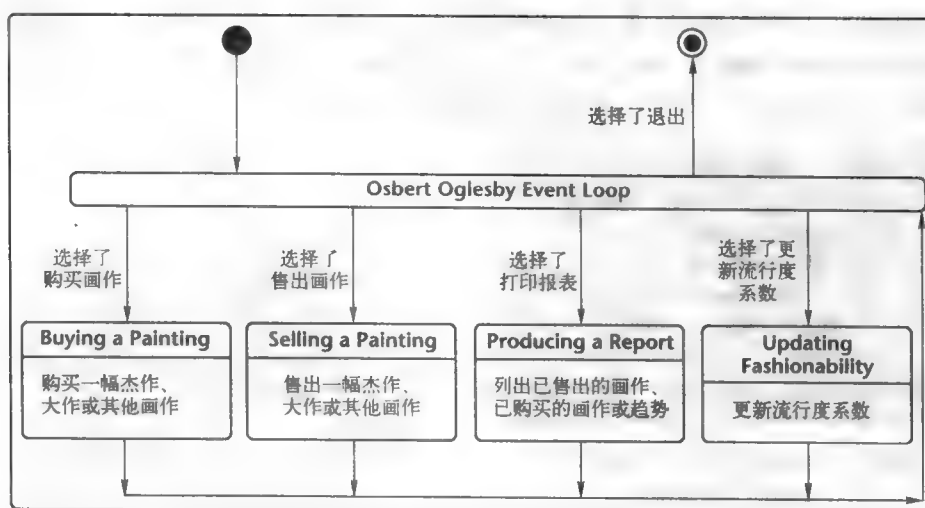 选择了退出
Osbert Oglesby Event Loop
选择了
购买画作
选择了
售出画作
选择了
打印报表
选择了更
新流行度
系数
Buying a Painting
购买一幅杰作、
大作或其他画作
Selling a Painting
售出一幅杰作、
大作或其他画作
Producing a Report
列出已售出的画作、
已购买的画作或趋势
Updating
Fashionability
更新流行度系数